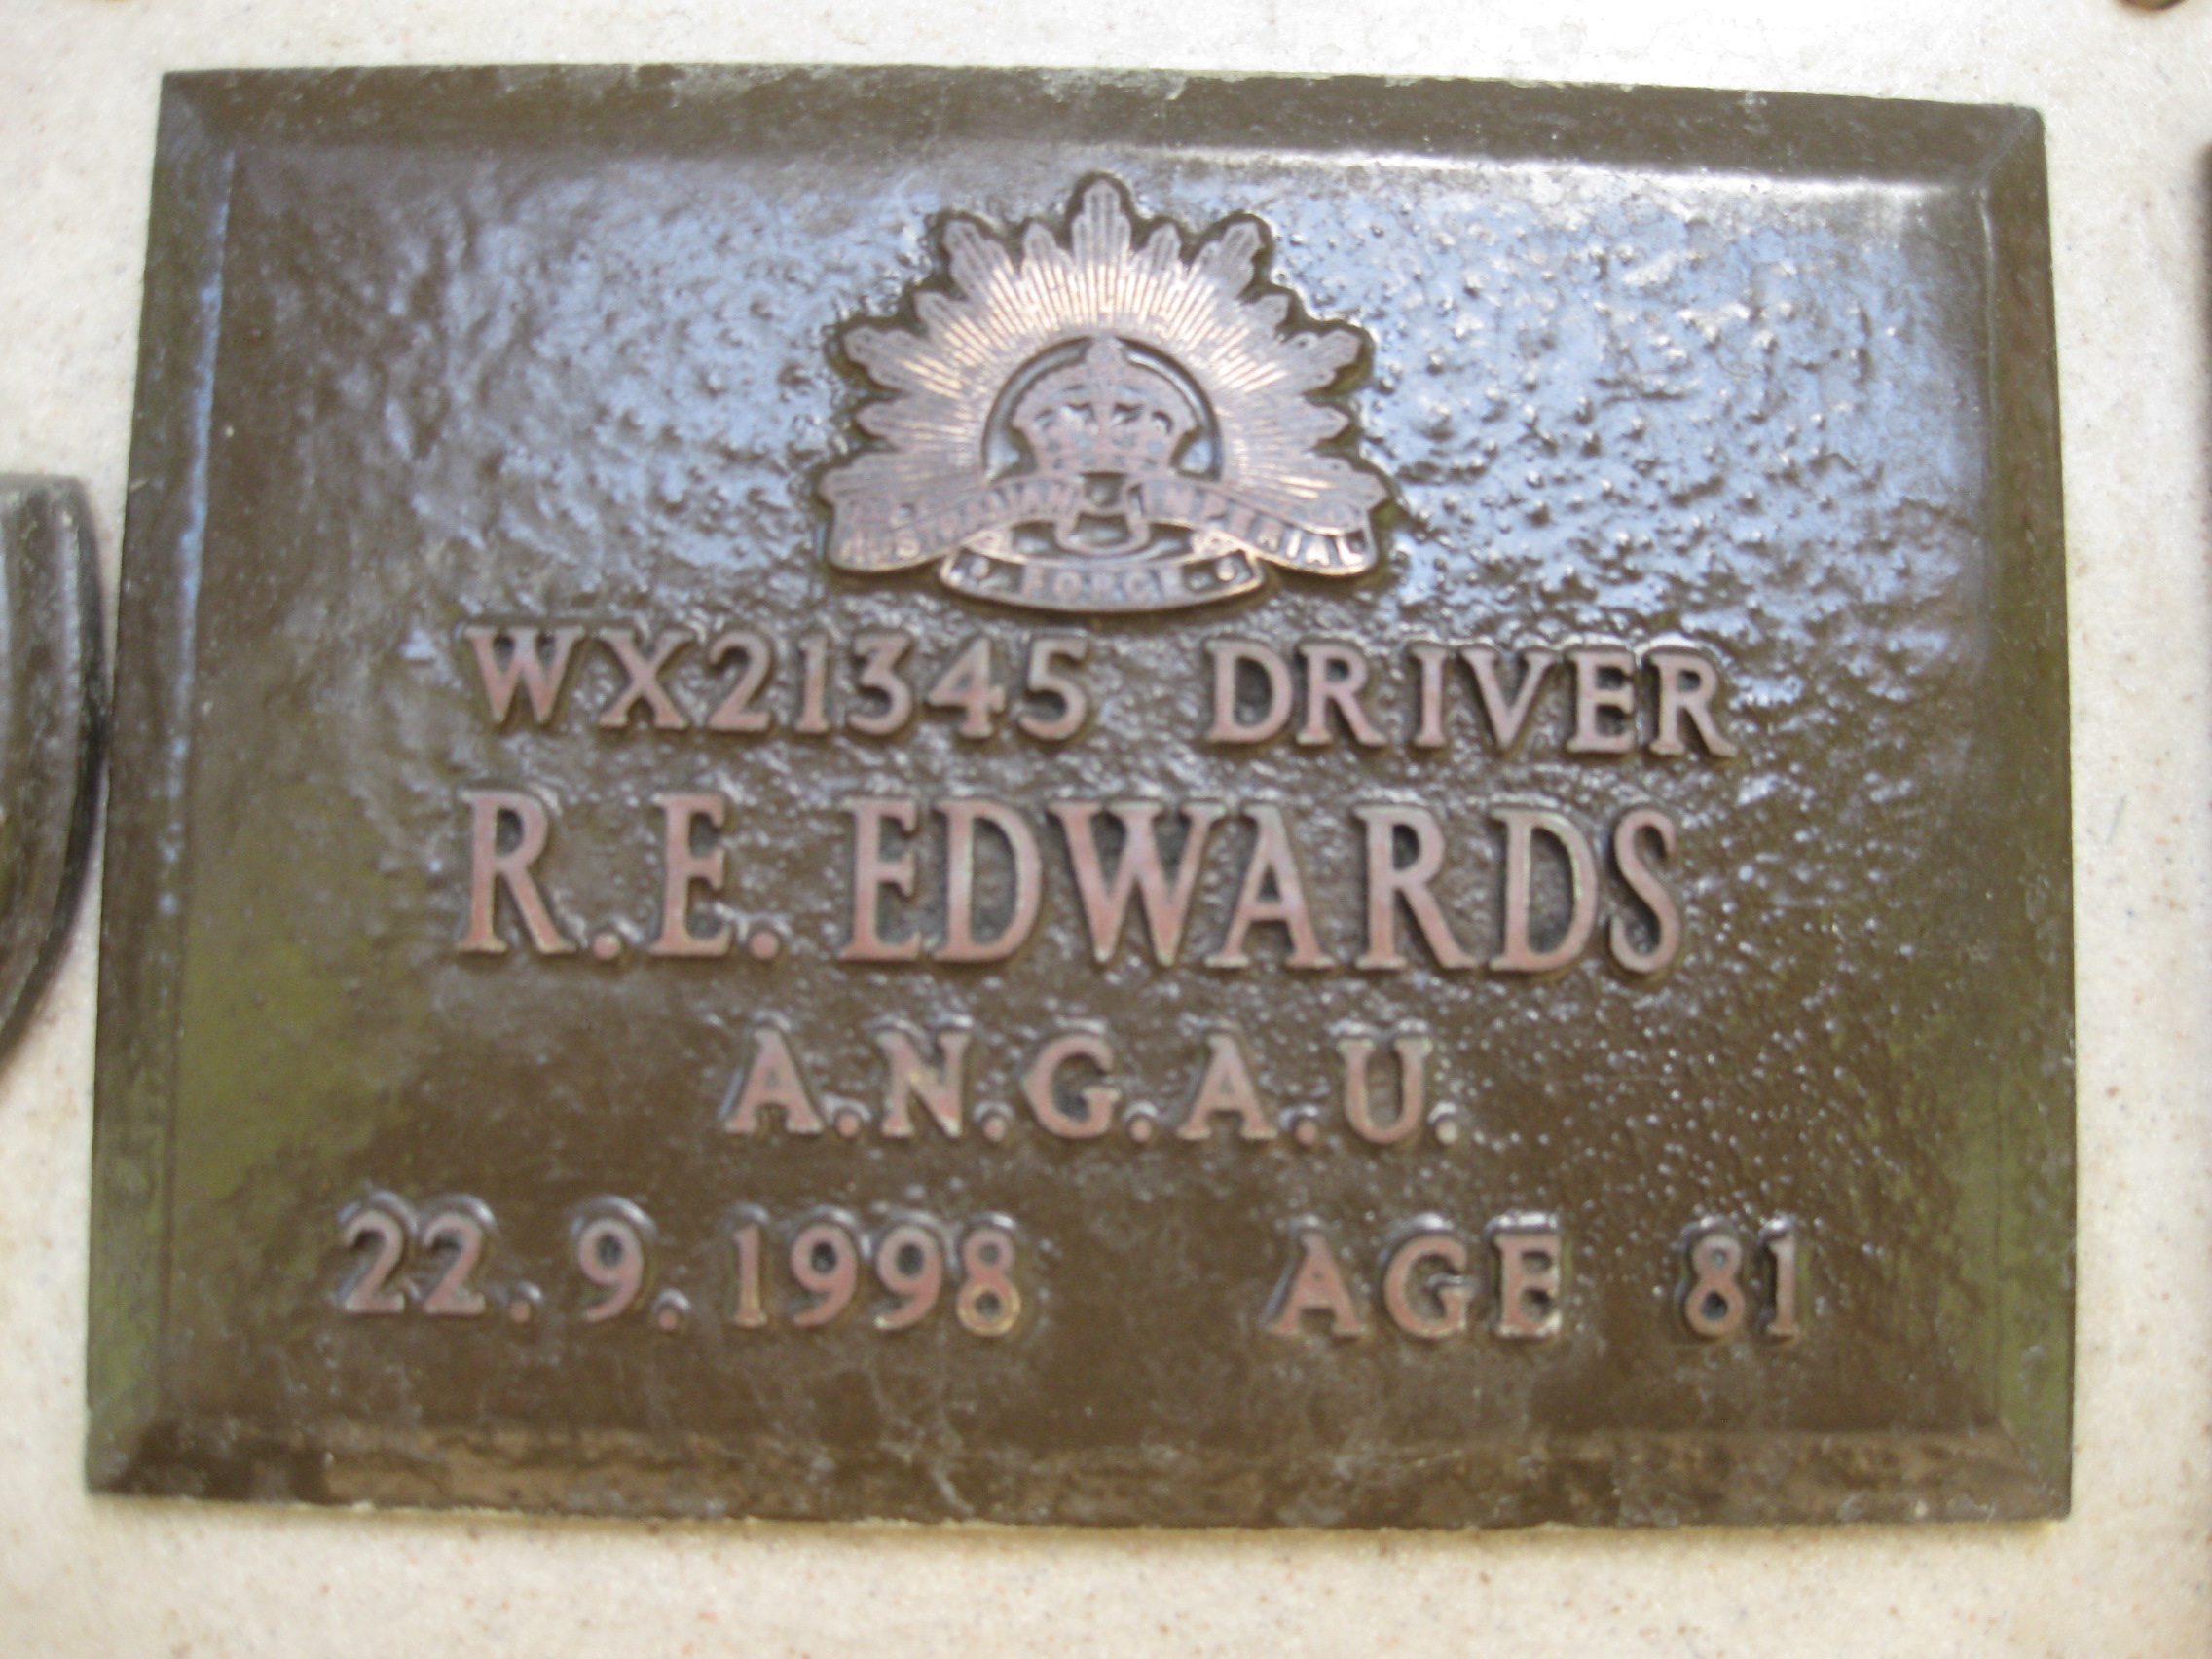 AUSTRALIAN IMPERIAL
FORCE
WX21345 DRIVER
R.E. EDWARDS
A.N.G.A.U.
22.9.1998 AGE 81